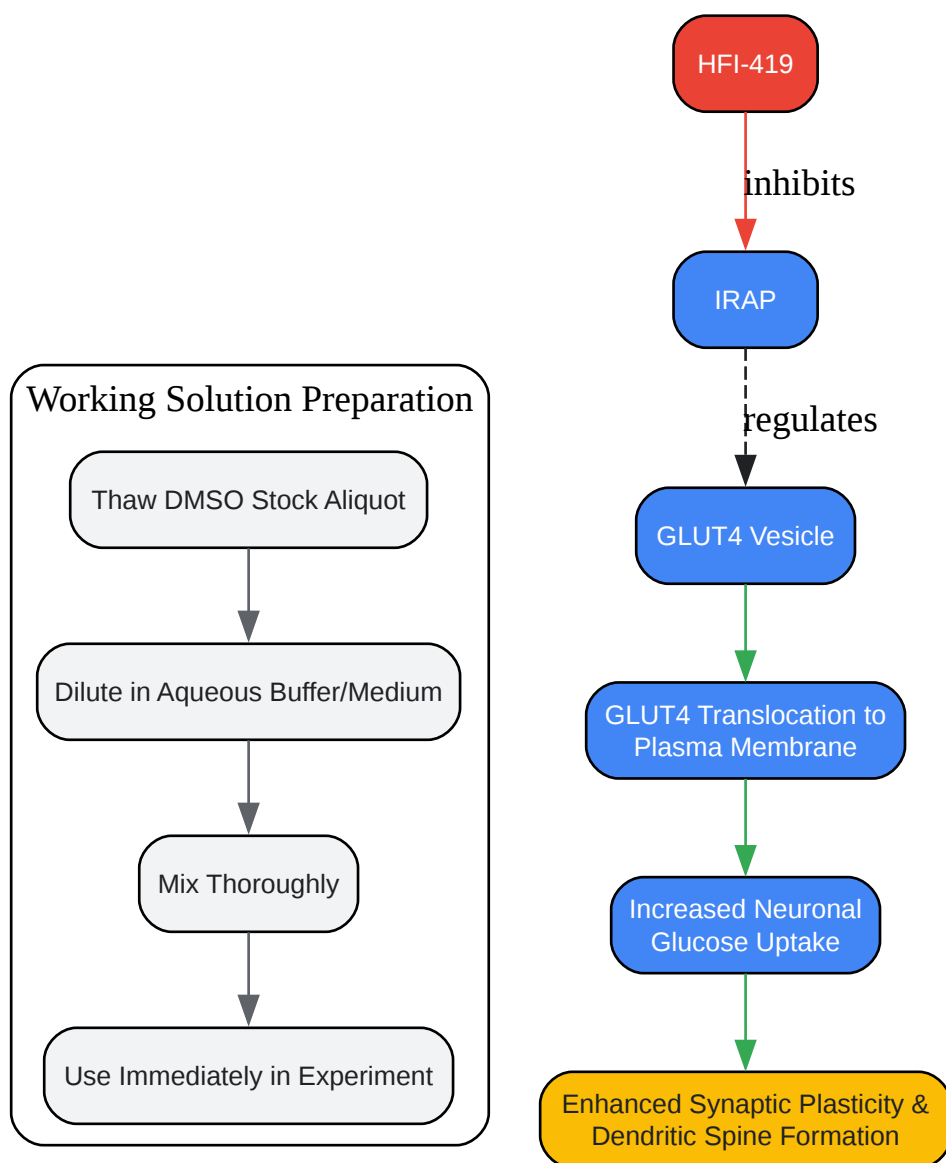 Working Solution Preparation
Thaw DMSO Stock Aliquot
Dilute in Aqueous Buffer/Medium
Mix Thoroughly
Use Immediately in Experiment
HFI-419
inhibits
IRAP
regulates
GLUT4 Vesicle
GLUT4 Translocation to
Plasma Membrane
Increased Neuronal
Glucose Uptake
Enhanced Synaptic Plasticity &
Dendritic Spine Formation